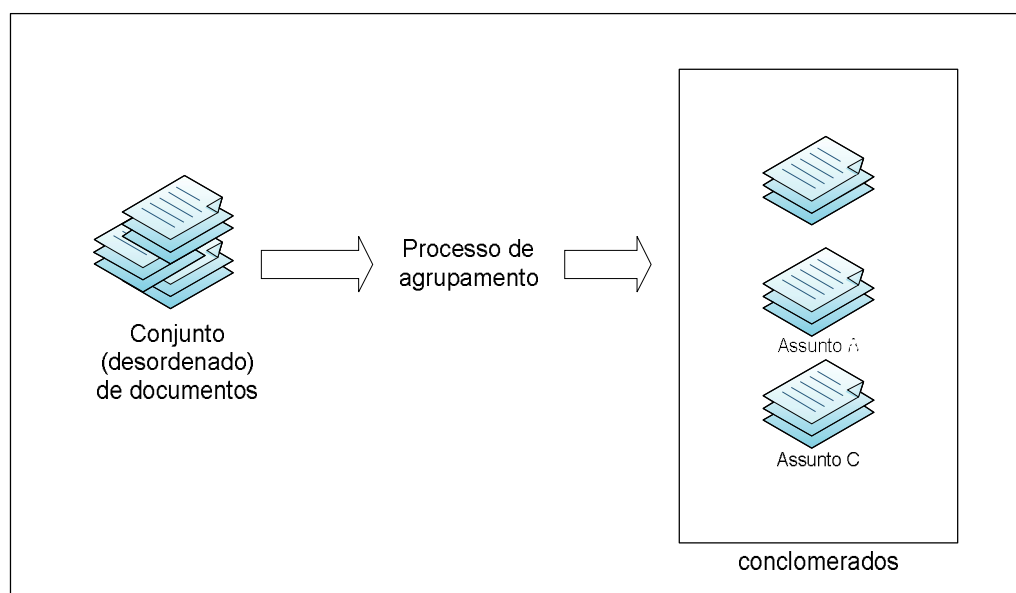 Conjunto
(desordenado)
de documentos
Processo de
agrupamento
Assunto A
Assunto C
conclomerados